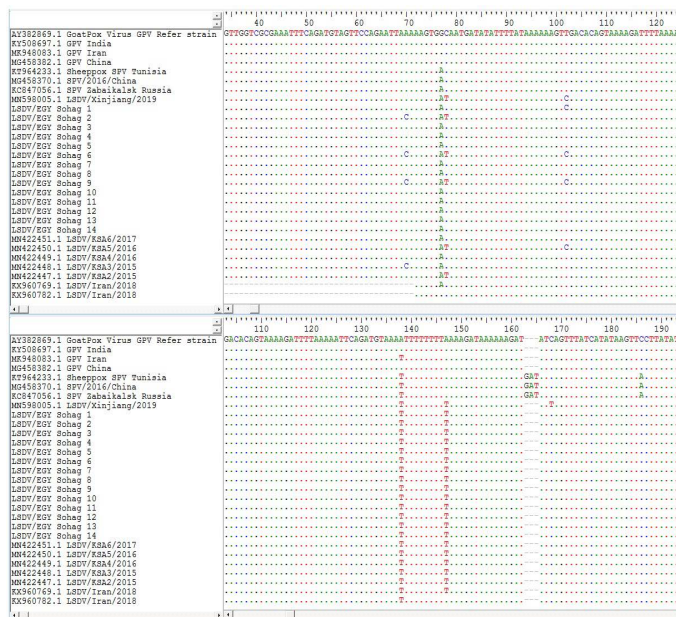 40 50 60 70 80 90 100 110 120
AY382869.1 GoatPox Virus GPV Refer strain GTTGGTCGCGAAATTTCAGATGTAGTTCCAGAATTAAAAAGTGGCAATGATATATTTTATAAAAAAGTTGACACAGTAAAAGATTTTAAAA
KY508697.1 GPV India
MK948083.1 GPV Iran
MG458382.1 GPV China
KT964233.1 Sheeppox SPV Tunisia A
MG458370.1 SPV/2016/China A
KC847056.1 SPV Zabaikalsk Russia A
MN598005.1 LSDV/Xinjiang/2019 AT C
LSDV/EGY Sohag 1 A C
LSDV/EGY Sohag 2 C AT
LSDV/EGY Sohag 3 A
LSDV/EGY Sohag 4 A
LSDV/EGY Sohag 5 A
LSDV/EGY Sohag 6 C AT C
LSDV/EGY Sohag 7 A
LSDV/EGY Sohag 8 A
LSDV/EGY Sohag 9 C AT C
LSDV/EGY Sohag 10 A
LSDV/EGY Sohag 11 A
LSDV/EGY Sohag 12 A
LSDV/EGY Sohag 13 A
LSDV/EGY Sohag 14 A
MN422451.1 LSDV/KSA6/2017 A
MN422450.1 LSDV/KSA5/2016 AT C
MN422449.1 LSDV/KSA4/2016 A
MN422448.1 LSDV/KSA3/2015 C A
MN422447.1 LSDV/KSA2/2015 AT
KX960769.1 LSDV/Iran/2018 A
KX960782.1 LSDV/Iran/2018
110 120 130 140 150 160 170 180 190
AY382869.1 GoatPox Virus GPV Refer strain GACACAGTAAAAGATTTTAAAAATTCAGATGTAAAATTTTTTTTAAAAGATAAAAAAGAT---ATCAGTTTATCATATAAGTTCCTTATAT
KY508697.1 GPV India
MK948083.1 GPV Iran T
MG458382.1 GPV China
KT964233.1 Sheeppox SPV Tunisia T GAT A
MG458370.1 SPV/2016/China T GAT A
KC847056.1 SPV Zabaikalsk Russia T GAT A
MN598005.1 LSDV/Xinjiang/2019 T T T
LSDV/EGY Sohag 1 T T
LSDV/EGY Sohag 2 T T
LSDV/EGY Sohag 3 T T
LSDV/EGY Sohag 4 T T
LSDV/EGY Sohag 5 T T
LSDV/EGY Sohag 6 T T
LSDV/EGY Sohag 7 T T
LSDV/EGY Sohag 8 T T
LSDV/EGY Sohag 9 T T
LSDV/EGY Sohag 10 T T
LSDV/EGY Sohag 11 T T
LSDV/EGY Sohag 12 T T
LSDV/EGY Sohag 13 T T
LSDV/EGY Sohag 14 T T
MN422451.1 LSDV/KSA6/2017 T T
MN422450.1 LSDV/KSA5/2016 T T
MN422449.1 LSDV/KSA4/2016 T T
MN422448.1 LSDV/KSA3/2015 T T
MN422447.1 LSDV/KSA2/2015 T T
KX960769.1 LSDV/Iran/2018 T T
KX960782.1 LSDV/Iran/2018 T